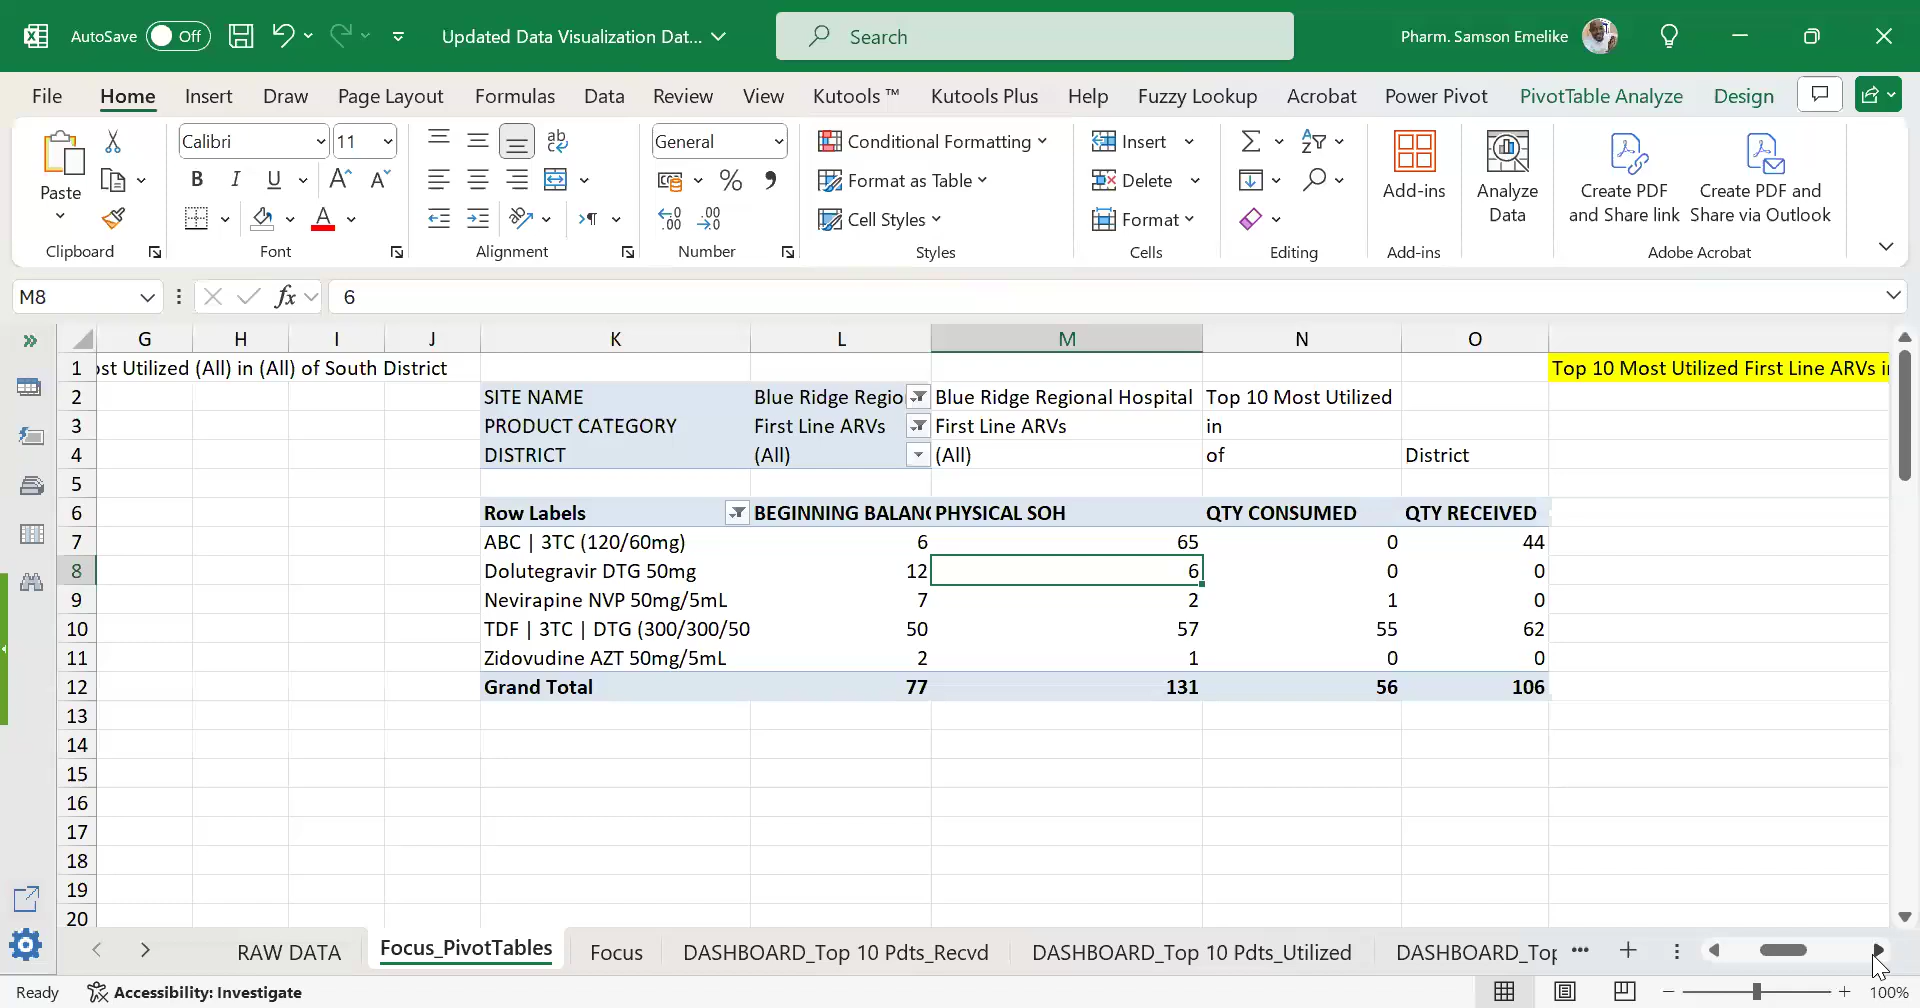 AutoSave Off Updated Data Visualization Dat... Search Pharm. Samson Emelike
File Home Insert Draw Page Layout Formulas Data Review View Kutools ™ Kutools Plus Help Fuzzy Lookup Acrobat Power Pivot PivotTable Analyze Design
Paste
Calibri 11
B I U
General
Conditional Formatting
Format as Table
Cell Styles
Insert
Delete
Format
Add-ins
Analyze
Data
Create PDF
and Share link
Create PDF and
Share via Outlook
Clipboard Font Alignment Number Styles Cells Editing Add-ins Adobe Acrobat
M8 fx 6
G H I J K L M N O
1 ost Utilized (All) in (All) of South District Top 10 Most Utilized First Line ARVs i
2 SITE NAME Blue Ridge Regio Blue Ridge Regional Hospital Top 10 Most Utilized
3 PRODUCT CATEGORY First Line ARVs First Line ARVs in
4 DISTRICT (All) (All) of District
5
6 Row Labels BEGINNING BALANC PHYSICAL SOH QTY CONSUMED QTY RECEIVED
7 ABC | 3TC (120/60mg) 6 65 0 44
8 Dolutegravir DTG 50mg 12 6 0 0
9 Nevirapine NVP 50mg/5mL 7 2 1 0
10 TDF | 3TC | DTG (300/300/50 50 57 55 62
11 Zidovudine AZT 50mg/5mL 2 1 0 0
12 Grand Total 77 131 56 106
13
14
15
16
17
18
19
20
RAW DATA Focus_PivotTables Focus DASHBOARD_Top 10 Pdts_Recvd DASHBOARD_Top 10 Pdts_Utilized DASHBOARD_Top ...
Ready Accessibility: Investigate 100%